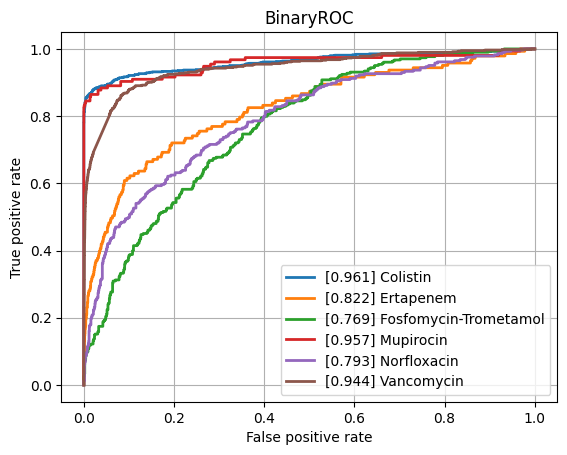 BinaryROC
True positive rate
1.0
0.8
0.6
0.4
0.2
0.0
[0.961] Colistin
[0.822] Ertapenem
[0.769] Fosfomycin-Trometamol
[0.957] Mupirocin
[0.793] Norfloxacin
[0.944] Vancomycin
0.0 0.2 0.4 0.6 0.8 1.0
False positive rate